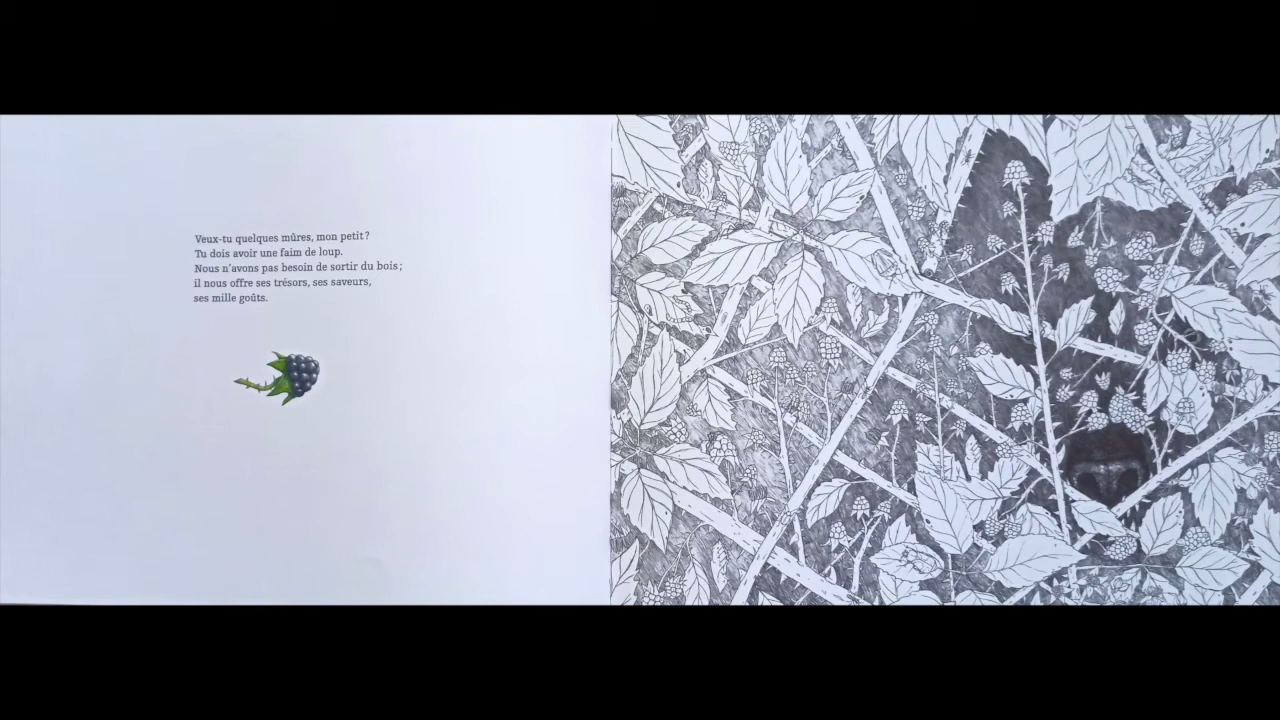 Veux-tu quelques mûres, mon petit ?
Tu dois avoir une faim de loup.
Nous n'avons pas besoin de sortir du bois ;
il nous offre ses trésors, ses saveurs,
ses mille goûts.